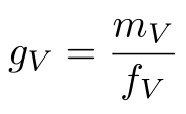 g_V = \frac{m_V}{f_V}